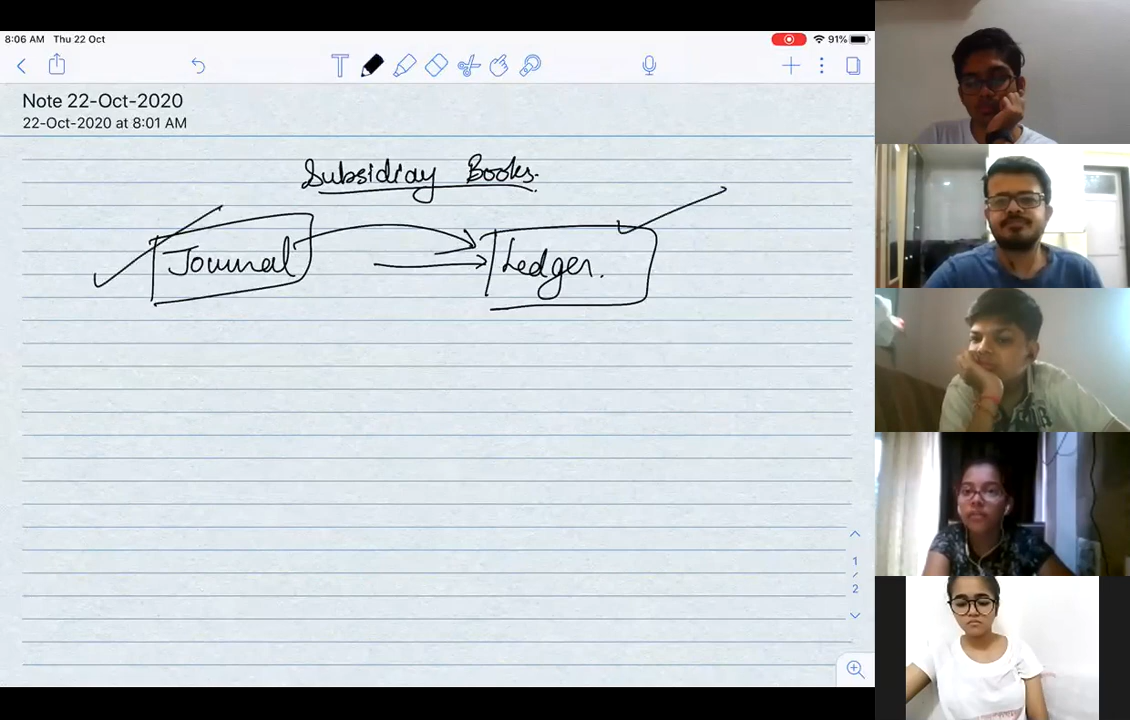 8:06 AM Thu 22 Oct
91%
T
Note 22-Oct-2020
22-Oct-2020 at 8:01 AM
Subsidiay Books.
Journal Ledger.
1
/
2